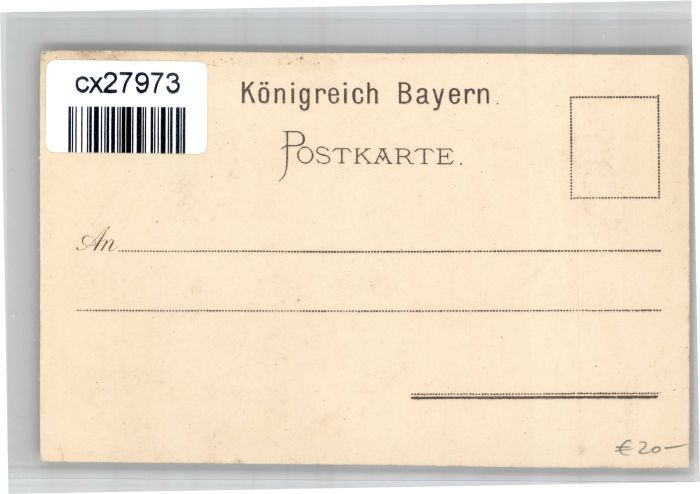 cx27973
Königreich Bayern.
POSTKARTE.
An
€20-